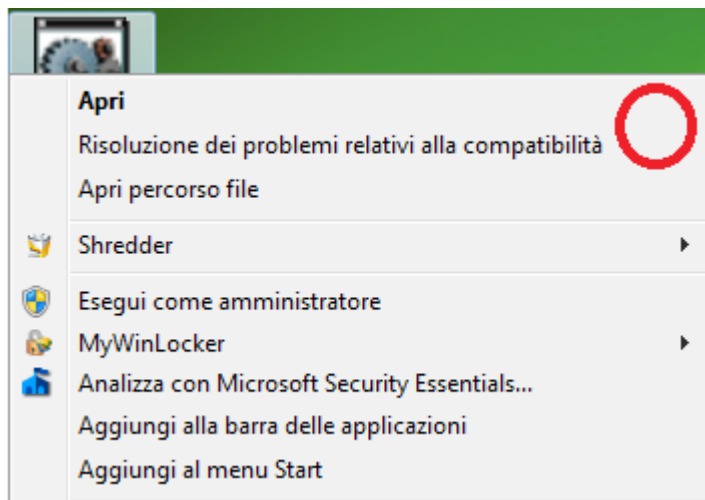 Apri
Risoluzione dei problemi relativi alla compatibilità
Apri percorso file
Shredder
Esegui come amministratore
MyWinLocker
Analizza con Microsoft Security Essentials...
Aggiungi alla barra delle applicazioni
Aggiungi al menu Start